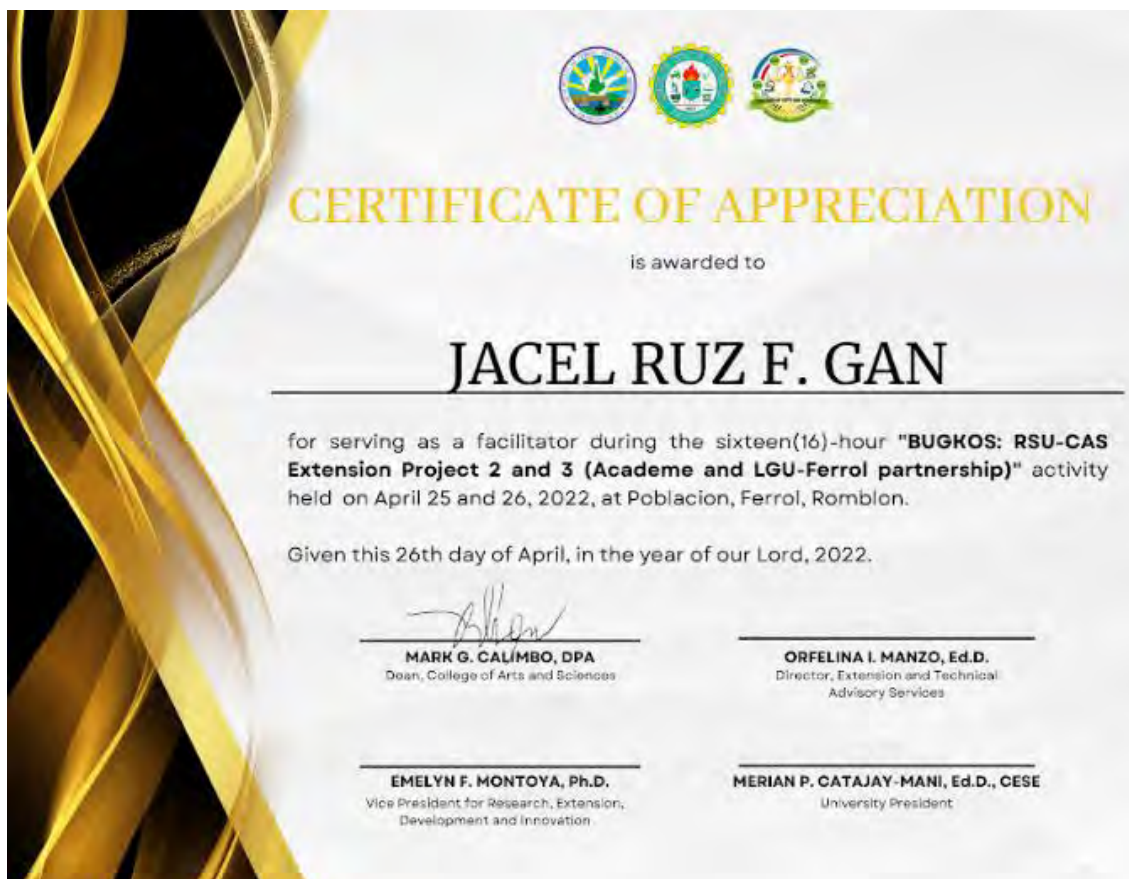 CERTIFICATE OF APPRECIATION
is awarded to
JACEL RUZ F. GAN
for serving as a facilitator during the sixteen(16)-hour "BUGKOS: RSU-CAS
Extension Project 2 and 3 (Academe and LGU-Ferrol partnership)" activity
held on April 25 and 26, 2022, at Poblacion, Ferrol, Romblon.
Given this 26th day of April, in the year of our Lord, 2022.
MARK G. CALIMBO, DPA
Dean, College of Arts and Sciences
ORFELINA I. MANZO, Ed.D.
Director, Extension and Technical
Advisory Services
EMELYN F. MONTOYA, Ph.D.
Vice President for Research, Extension,
Development and Innovation
MERIAN P. CATAJAY-MANI, Ed.D., CESE
University President